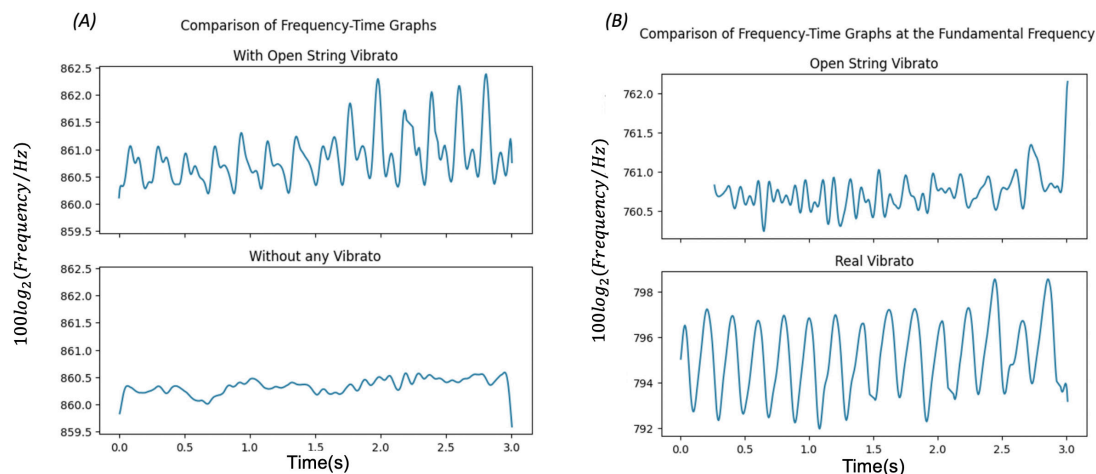 (A)
Comparison of Frequency-Time Graphs
With Open String Vibrato
862.5
862.0
861.5
861.0
860.5
860.0
859.5
Without any Vibrato
862.5
862.0
861.5
861.0
860.5
860.0
859.5
0.0 0.5 1.0 1.5 2.0 2.5 3.0
Time(s)
100log₂(Frequency/Hz)
(B)
Comparison of Frequency-Time Graphs at the Fundamental Frequency
Open String Vibrato
762.0
761.5
761.0
760.5
Real Vibrato
798
796
794
792
0.0 0.5 1.0 1.5 2.0 2.5 3.0
Time(s)
100log₂(Frequency/Hz)